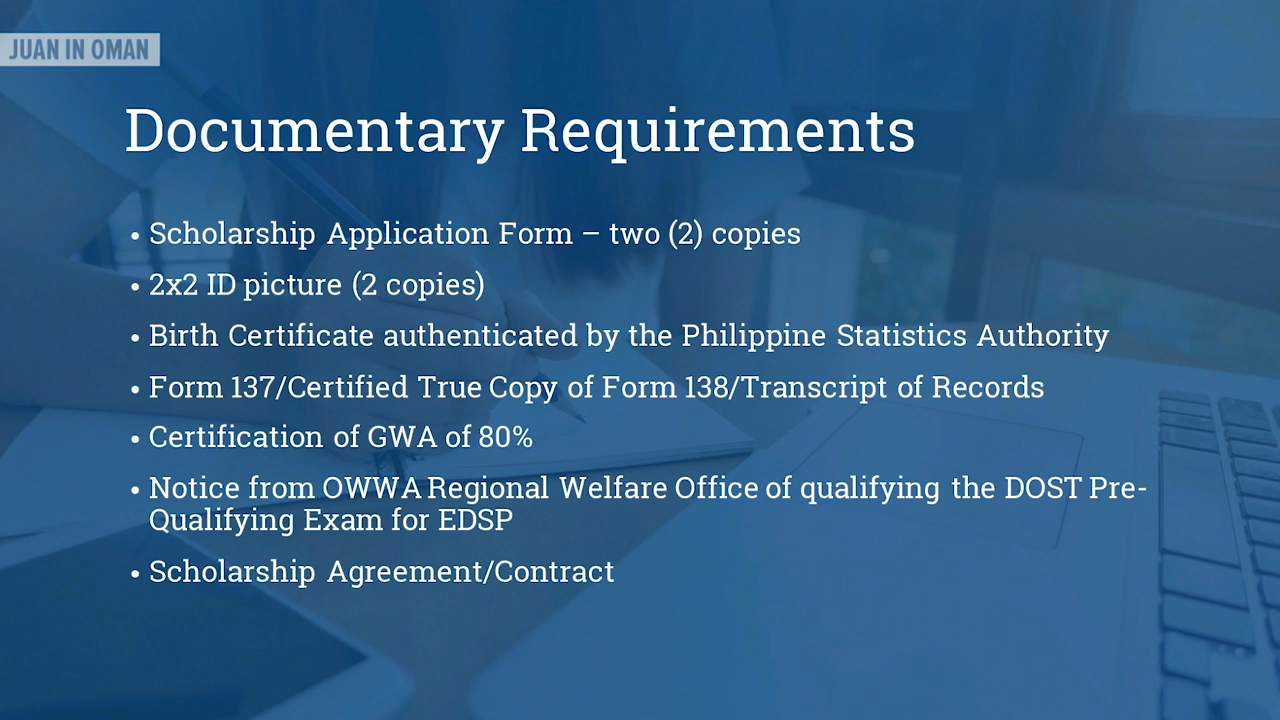 JUAN IN OMAN
Documentary Requirements
• Scholarship Application Form – two (2) copies
• 2x2 ID picture (2 copies)
• Birth Certificate authenticated by the Philippine Statistics Authority
• Form 137/Certified True Copy of Form 138/Transcript of Records
• Certification of GWA of 80%
• Notice from OWWA Regional Welfare Office of qualifying the DOST Pre-
Qualifying Exam for EDSP
• Scholarship Agreement/Contract